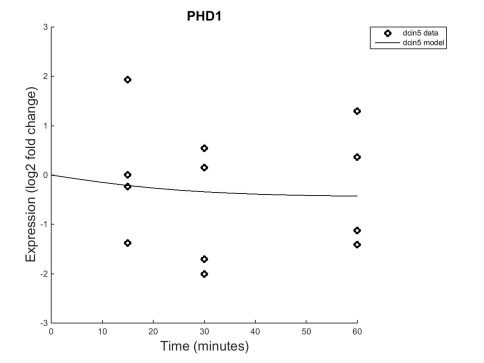 PHD1
dcin5 data
dcin5 model
3
2
1
0
-1
-2
-3
Expression (log2 fold change)
0 10 20 30 40 50 60
Time (minutes)